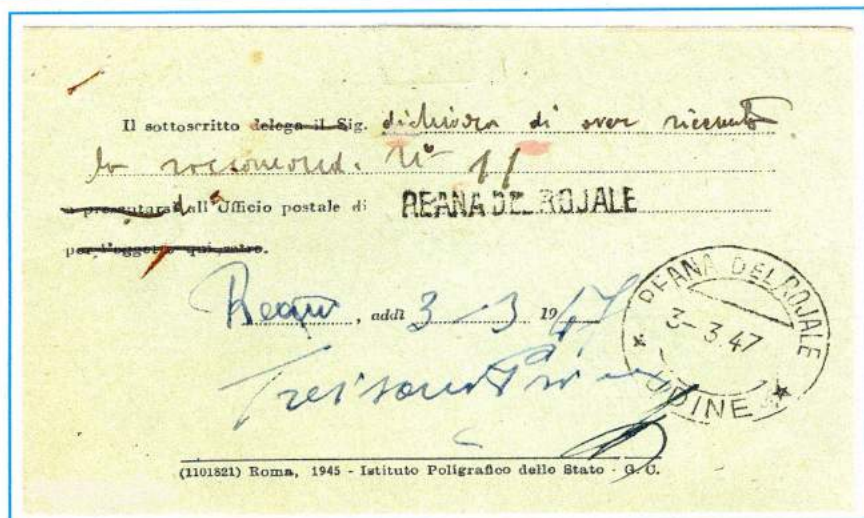 Il sottoscritto delega il Sig. dichiara di aver ricevuto
la raccomand. N° 11
a presentarsi all'Ufficio postale di REANA DEL ROJALE
per l'oggetto qui
Reana, addì 3-3 1947
REANA DEL ROJALE
3-3.47
UDINE
(1101821) Roma, 1945 - Istituto Poligrafico dello Stato - G.C.